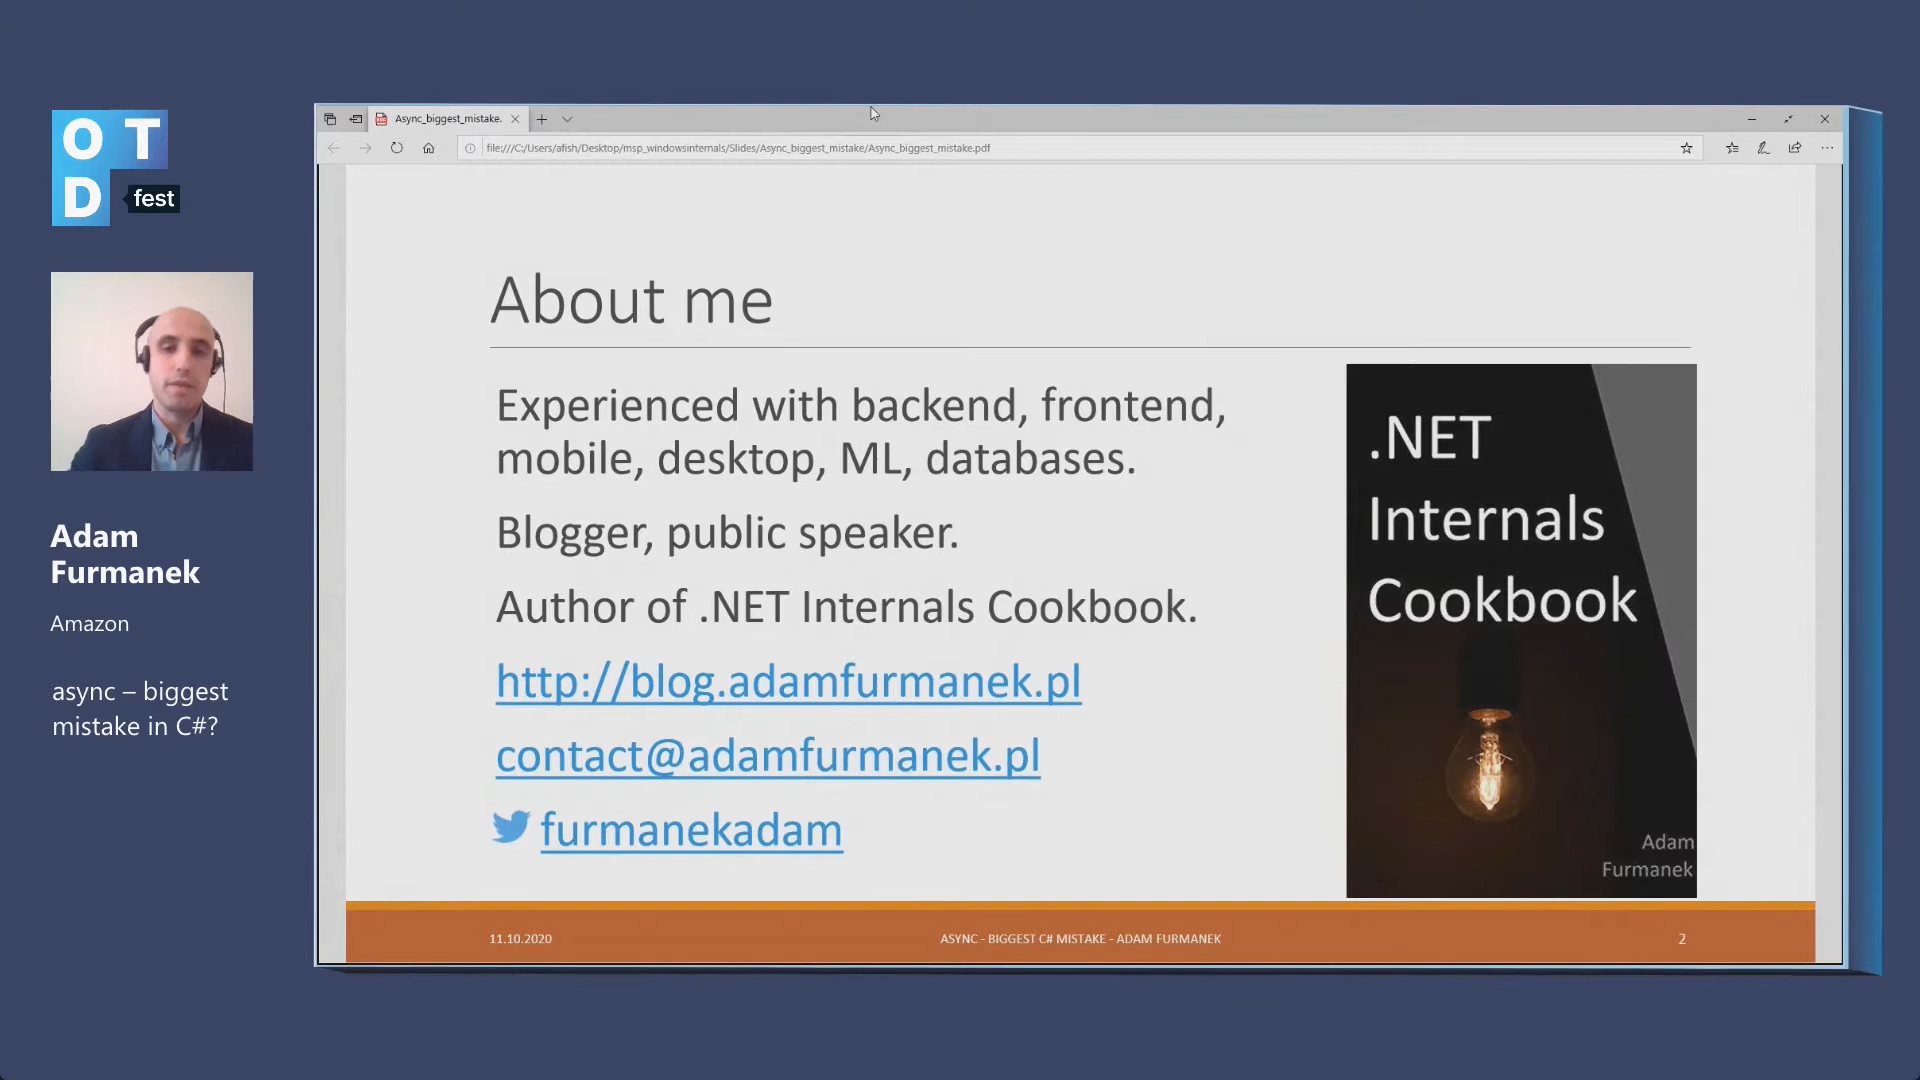 OT
D fest
Adam
Furmanek
Amazon
async – biggest
mistake in C#?
Async_biggest_mistake.
file:///C:/Users/afish/Desktop/msp_windowsinternals/Slides/Async_biggest_mistake/Async_biggest_mistake.pdf
About me
Experienced with backend, frontend,
mobile, desktop, ML, databases.
Blogger, public speaker.
Author of .NET Internals Cookbook.
http://blog.adamfurmanek.pl
contact@adamfurmanek.pl
furmanekadam
.NET
Internals
Cookbook
Adam
Furmanek
11.10.2020
ASYNC - BIGGEST C# MISTAKE - ADAM FURMANEK
2